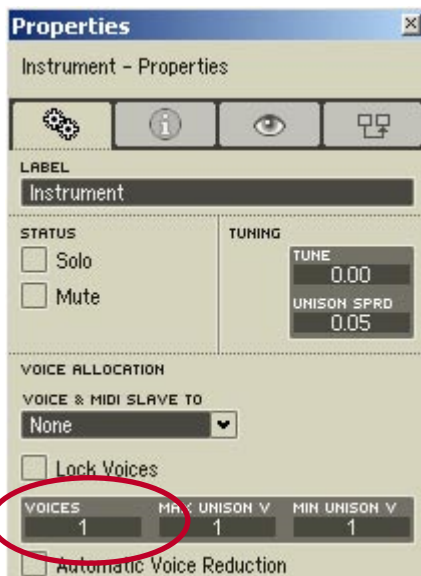 Properties
Instrument – Properties
LABEL
Instrument
STATUS
TUNING
Solo
Mute
TUNE
0.00
UNISON SPRD
0.05
VOICE ALLOCATION
VOICE & MIDI SLAVE TO
None
Lock Voices
VOICES MAX UNISON V MIN UNISON V
1 1 1
Automatic Voice Reduction